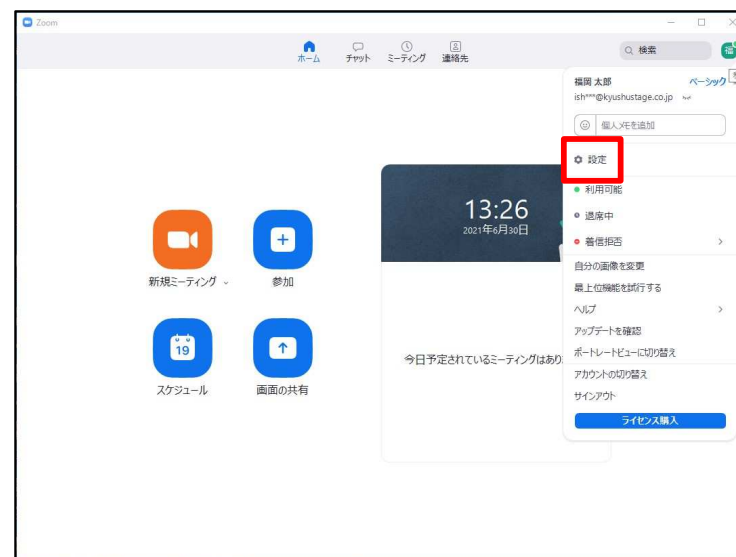 Zoom
ホーム
チャット
ミーティング
連絡先
検索
福
福岡 太郎
ベーシック
ish***@kyushustage.co.jp
個人メモを追加
設定
利用可能
退席中
着信拒否
自分の画像を変更
最上位機能を試行する
ヘルプ
アップデートを確認
ポートレートビューに切り替え
アカウントの切り替え
サインアウト
ライセンス購入
13:26
2021年6月30日
新規ミーティング
参加
19
スケジュール
画面の共有
今日予定されているミーティングはあり